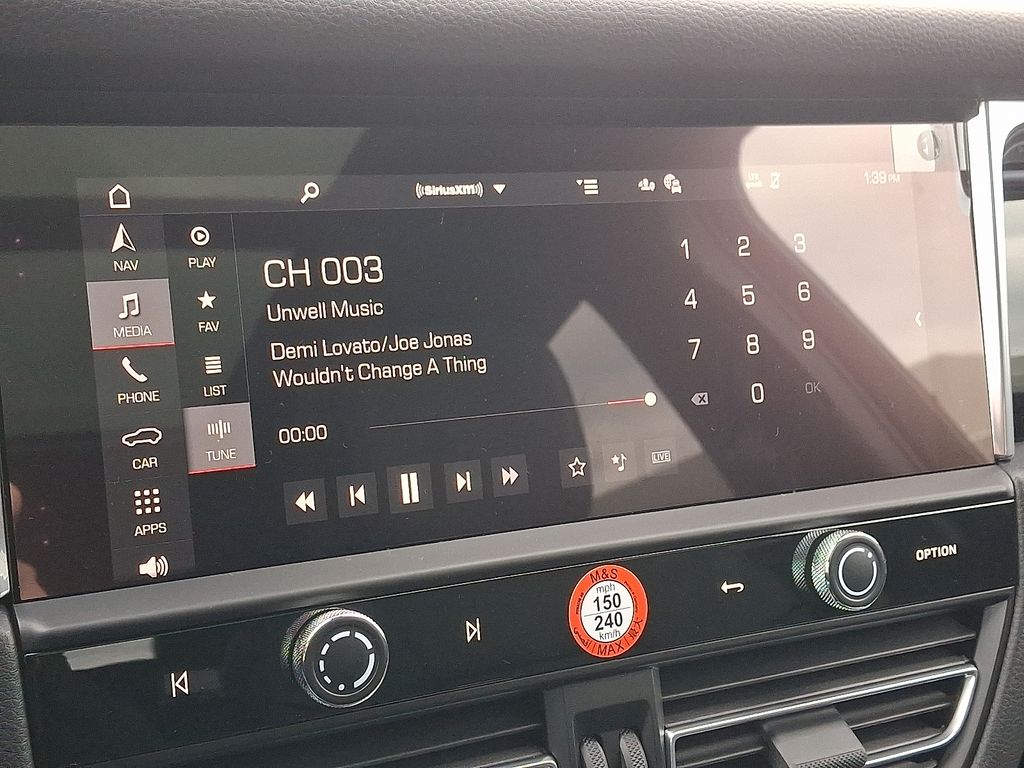 ((SiriusXM))
1:39 PM
NAV
MEDIA
PHONE
CAR
APPS
PLAY
FAV
LIST
TUNE
CH 003
Unwell Music
Demi Lovato/Joe Jonas
Wouldn't Change A Thing
00:00
LIVE
1 2 3
4 5 6
7 8 9
0 OK
OPTION
M&S
mph
150
240
km/h
MAX